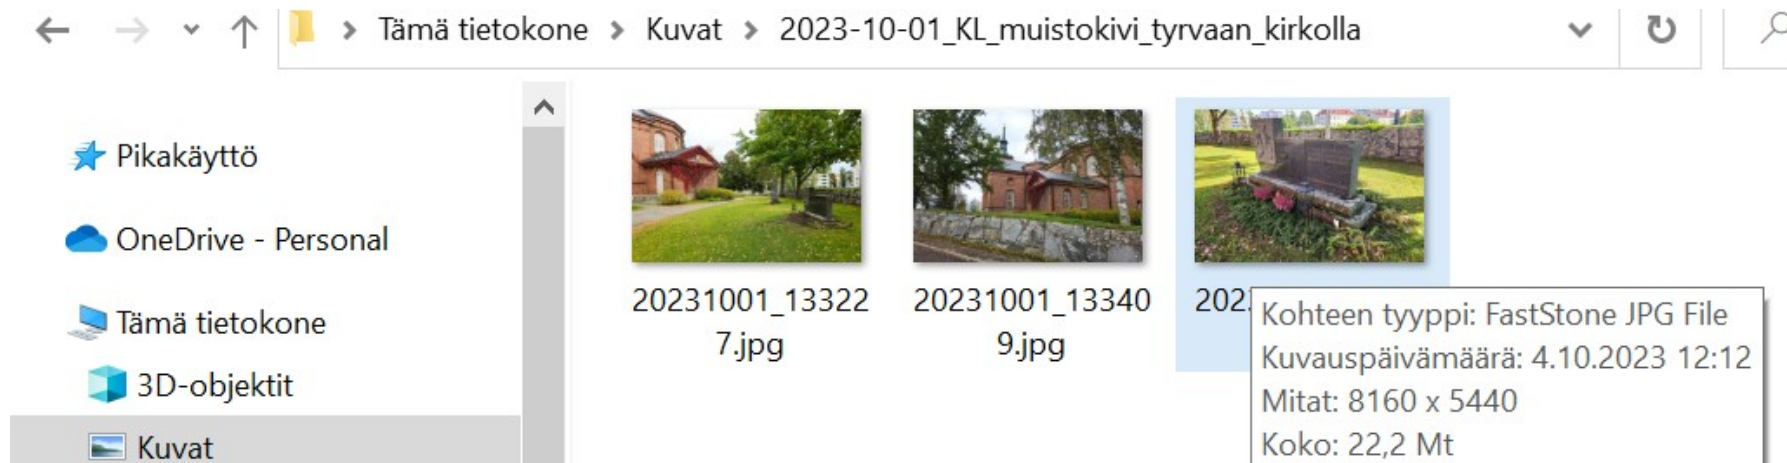 Tämä tietokone > Kuvat > 2023-10-01_KL_muistokivi_tyrvaan_kirkolla
Pikakäyttö
OneDrive - Personal
Tämä tietokone
3D-objektit
Kuvat
20231001_13322
7.jpg
20231001_13340
9.jpg
202
Kohteen tyyppi: FastStone JPG File
Kuvauspäivämäärä: 4.10.2023 12:12
Mitat: 8160 x 5440
Koko: 22,2 Mt